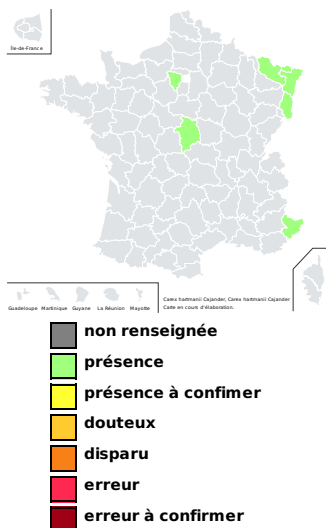 Île-de-France
Guadeloupe Martinique Guyane La Réunion Mayotte
Carex hartmanii Cajander, Carex hartmanii Cajander
Carte en cours d'élaboration.
non renseignée
présence
présence à confimer
douteux
disparu
erreur
erreur à confirmer